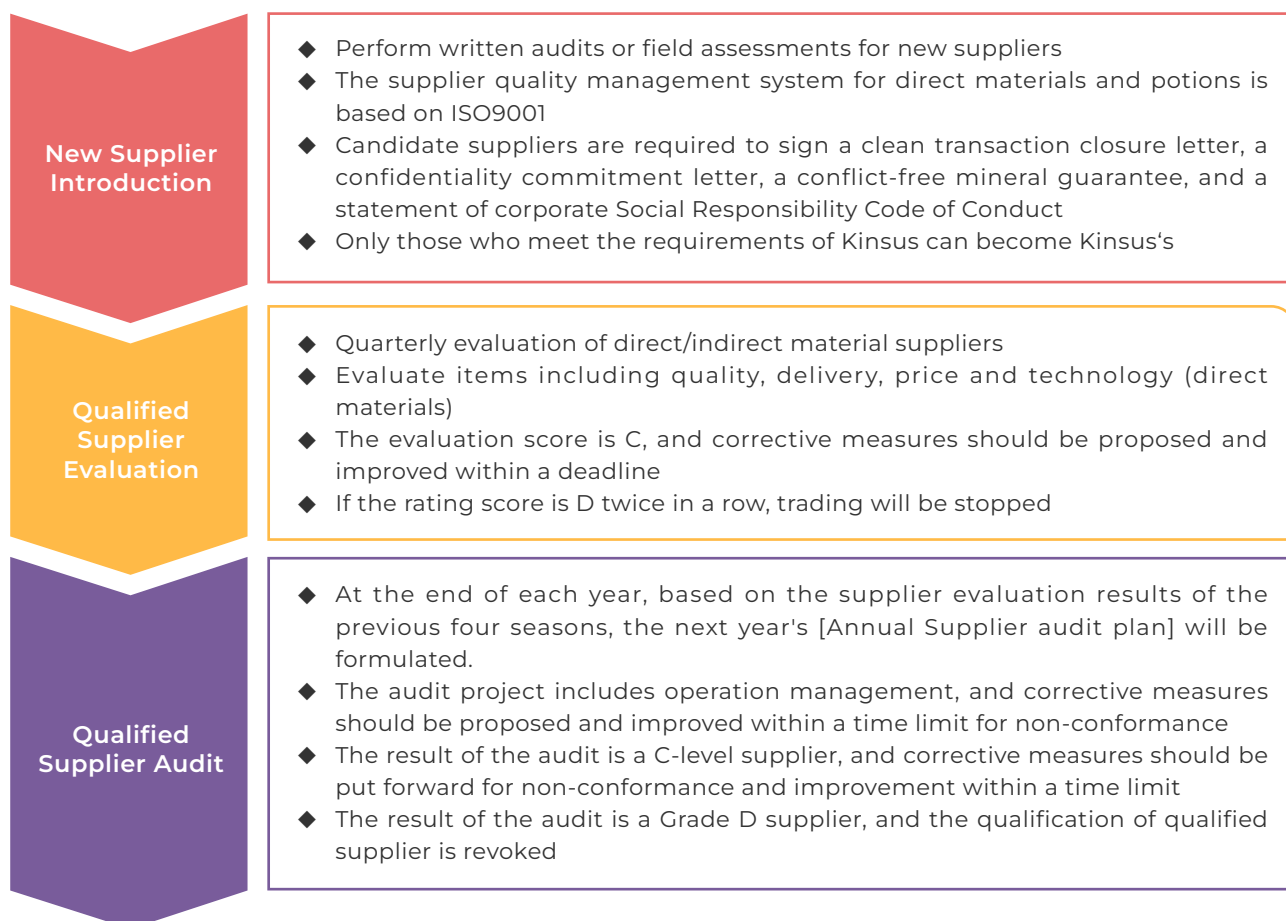 New Supplier
Introduction
◆ Perform written audits or field assessments for new suppliers
◆ The supplier quality management system for direct materials and potions is
based on ISO9001
◆ Candidate suppliers are required to sign a clean transaction closure letter, a
confidentiality commitment letter, a conflict-free mineral guarantee, and a
statement of corporate Social Responsibility Code of Conduct
◆ Only those who meet the requirements of Kinsus can become Kinsus‘s
Qualified
Supplier
Evaluation
◆ Quarterly evaluation of direct/indirect material suppliers
◆ Evaluate items including quality, delivery, price and technology (direct
materials)
◆ The evaluation score is C, and corrective measures should be proposed and
improved within a deadline
◆ If the rating score is D twice in a row, trading will be stopped
Qualified
Supplier Audit
◆ At the end of each year, based on the supplier evaluation results of the
previous four seasons, the next year's [Annual Supplier audit plan] will be
formulated.
◆ The audit project includes operation management, and corrective measures
should be proposed and improved within a time limit for non-conformance
◆ The result of the audit is a C-level supplier, and corrective measures should be
put forward for non-conformance and improvement within a time limit
◆ The result of the audit is a Grade D supplier, and the qualification of qualified
supplier is revoked